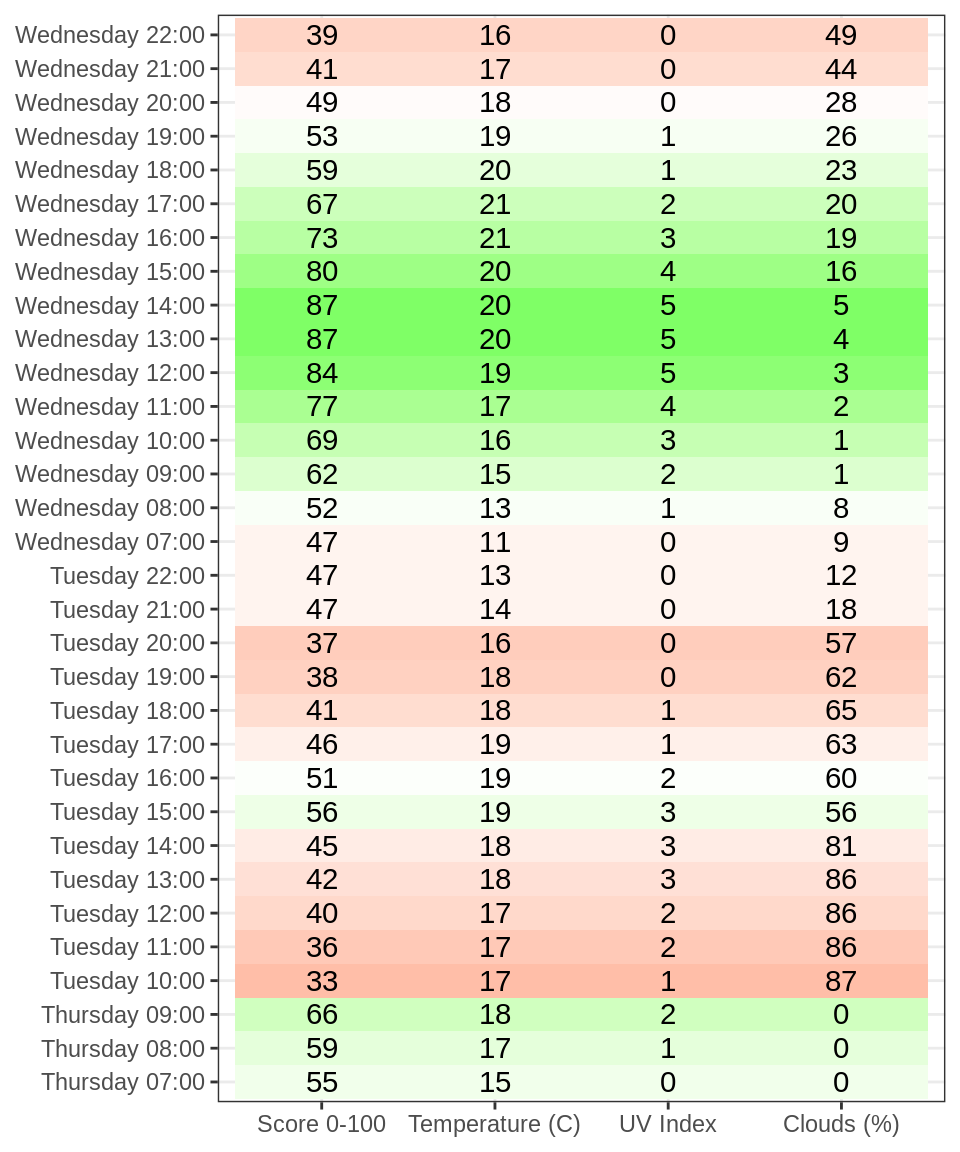 Wednesday 22:00 39 16 0 49
Wednesday 21:00 41 17 0 44
Wednesday 20:00 49 18 0 28
Wednesday 19:00 53 19 1 26
Wednesday 18:00 59 20 1 23
Wednesday 17:00 67 21 2 20
Wednesday 16:00 73 21 3 19
Wednesday 15:00 80 20 4 16
Wednesday 14:00 87 20 5 5
Wednesday 13:00 87 20 5 4
Wednesday 12:00 84 19 5 3
Wednesday 11:00 77 17 4 2
Wednesday 10:00 69 16 3 1
Wednesday 09:00 62 15 2 1
Wednesday 08:00 52 13 1 8
Wednesday 07:00 47 11 0 9
Tuesday 22:00 47 13 0 12
Tuesday 21:00 47 14 0 18
Tuesday 20:00 37 16 0 57
Tuesday 19:00 38 18 0 62
Tuesday 18:00 41 18 1 65
Tuesday 17:00 46 19 1 63
Tuesday 16:00 51 19 2 60
Tuesday 15:00 56 19 3 56
Tuesday 14:00 45 18 3 81
Tuesday 13:00 42 18 3 86
Tuesday 12:00 40 17 2 86
Tuesday 11:00 36 17 2 86
Tuesday 10:00 33 17 1 87
Thursday 09:00 66 18 2 0
Thursday 08:00 59 17 1 0
Thursday 07:00 55 15 0 0
Score 0-100 Temperature (C) UV Index Clouds (%)